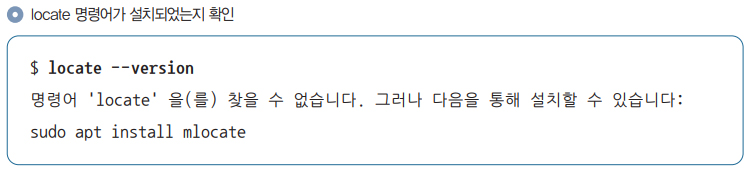 locate 명령어가 설치되었는지 확인
$ locate --version
명령어 'locate' 을(를) 찾을 수 없습니다. 그러나 다음을 통해 설치할 수 있습니다:
sudo apt install mlocate